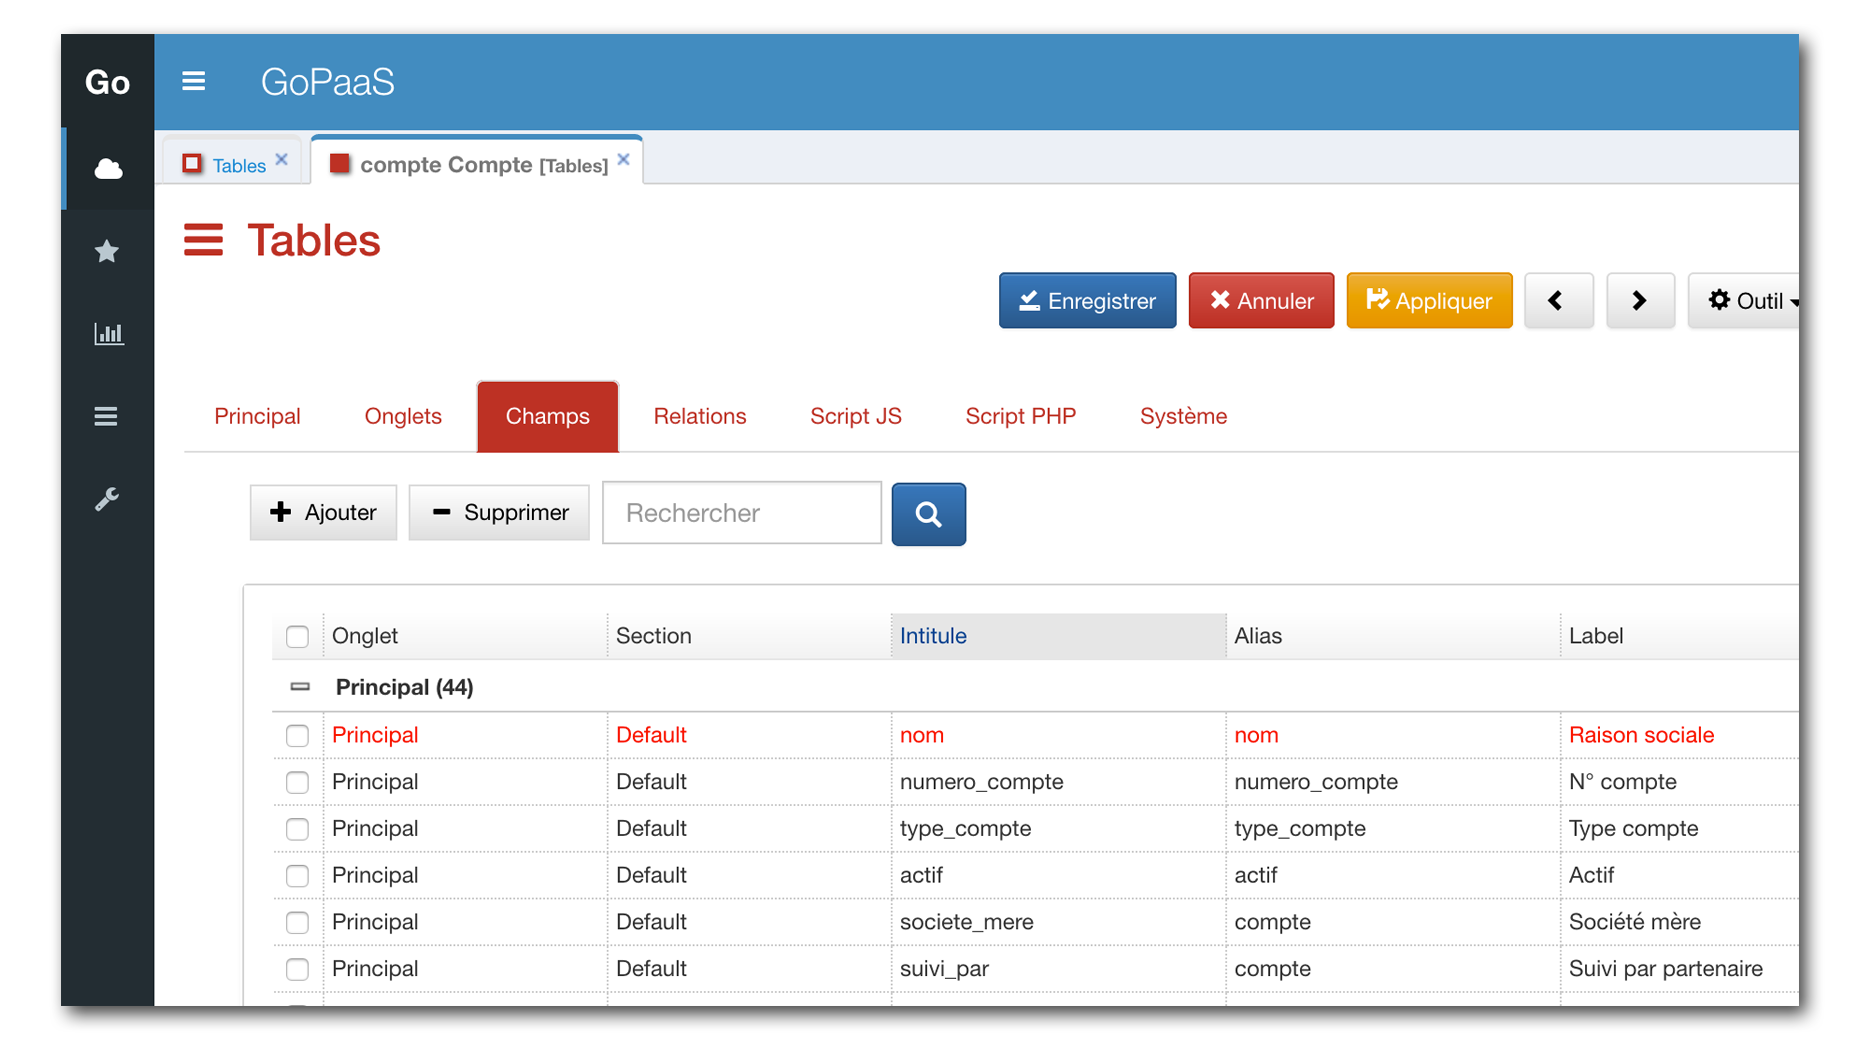 Go GoPaaS
Tables compte Compte [Tables]
Tables
Enregistrer Annuler Appliquer Outil
Principal Onglets Champs Relations Script JS Script PHP Système
Ajouter Supprimer Rechercher
Onglet Section Intitule Alias Label
Principal (44)
Principal Default nom nom Raison sociale
Principal Default numero_compte numero_compte N° compte
Principal Default type_compte type_compte Type compte
Principal Default actif actif Actif
Principal Default societe_mere compte Société mère
Principal Default suivi_par compte Suivi par partenaire